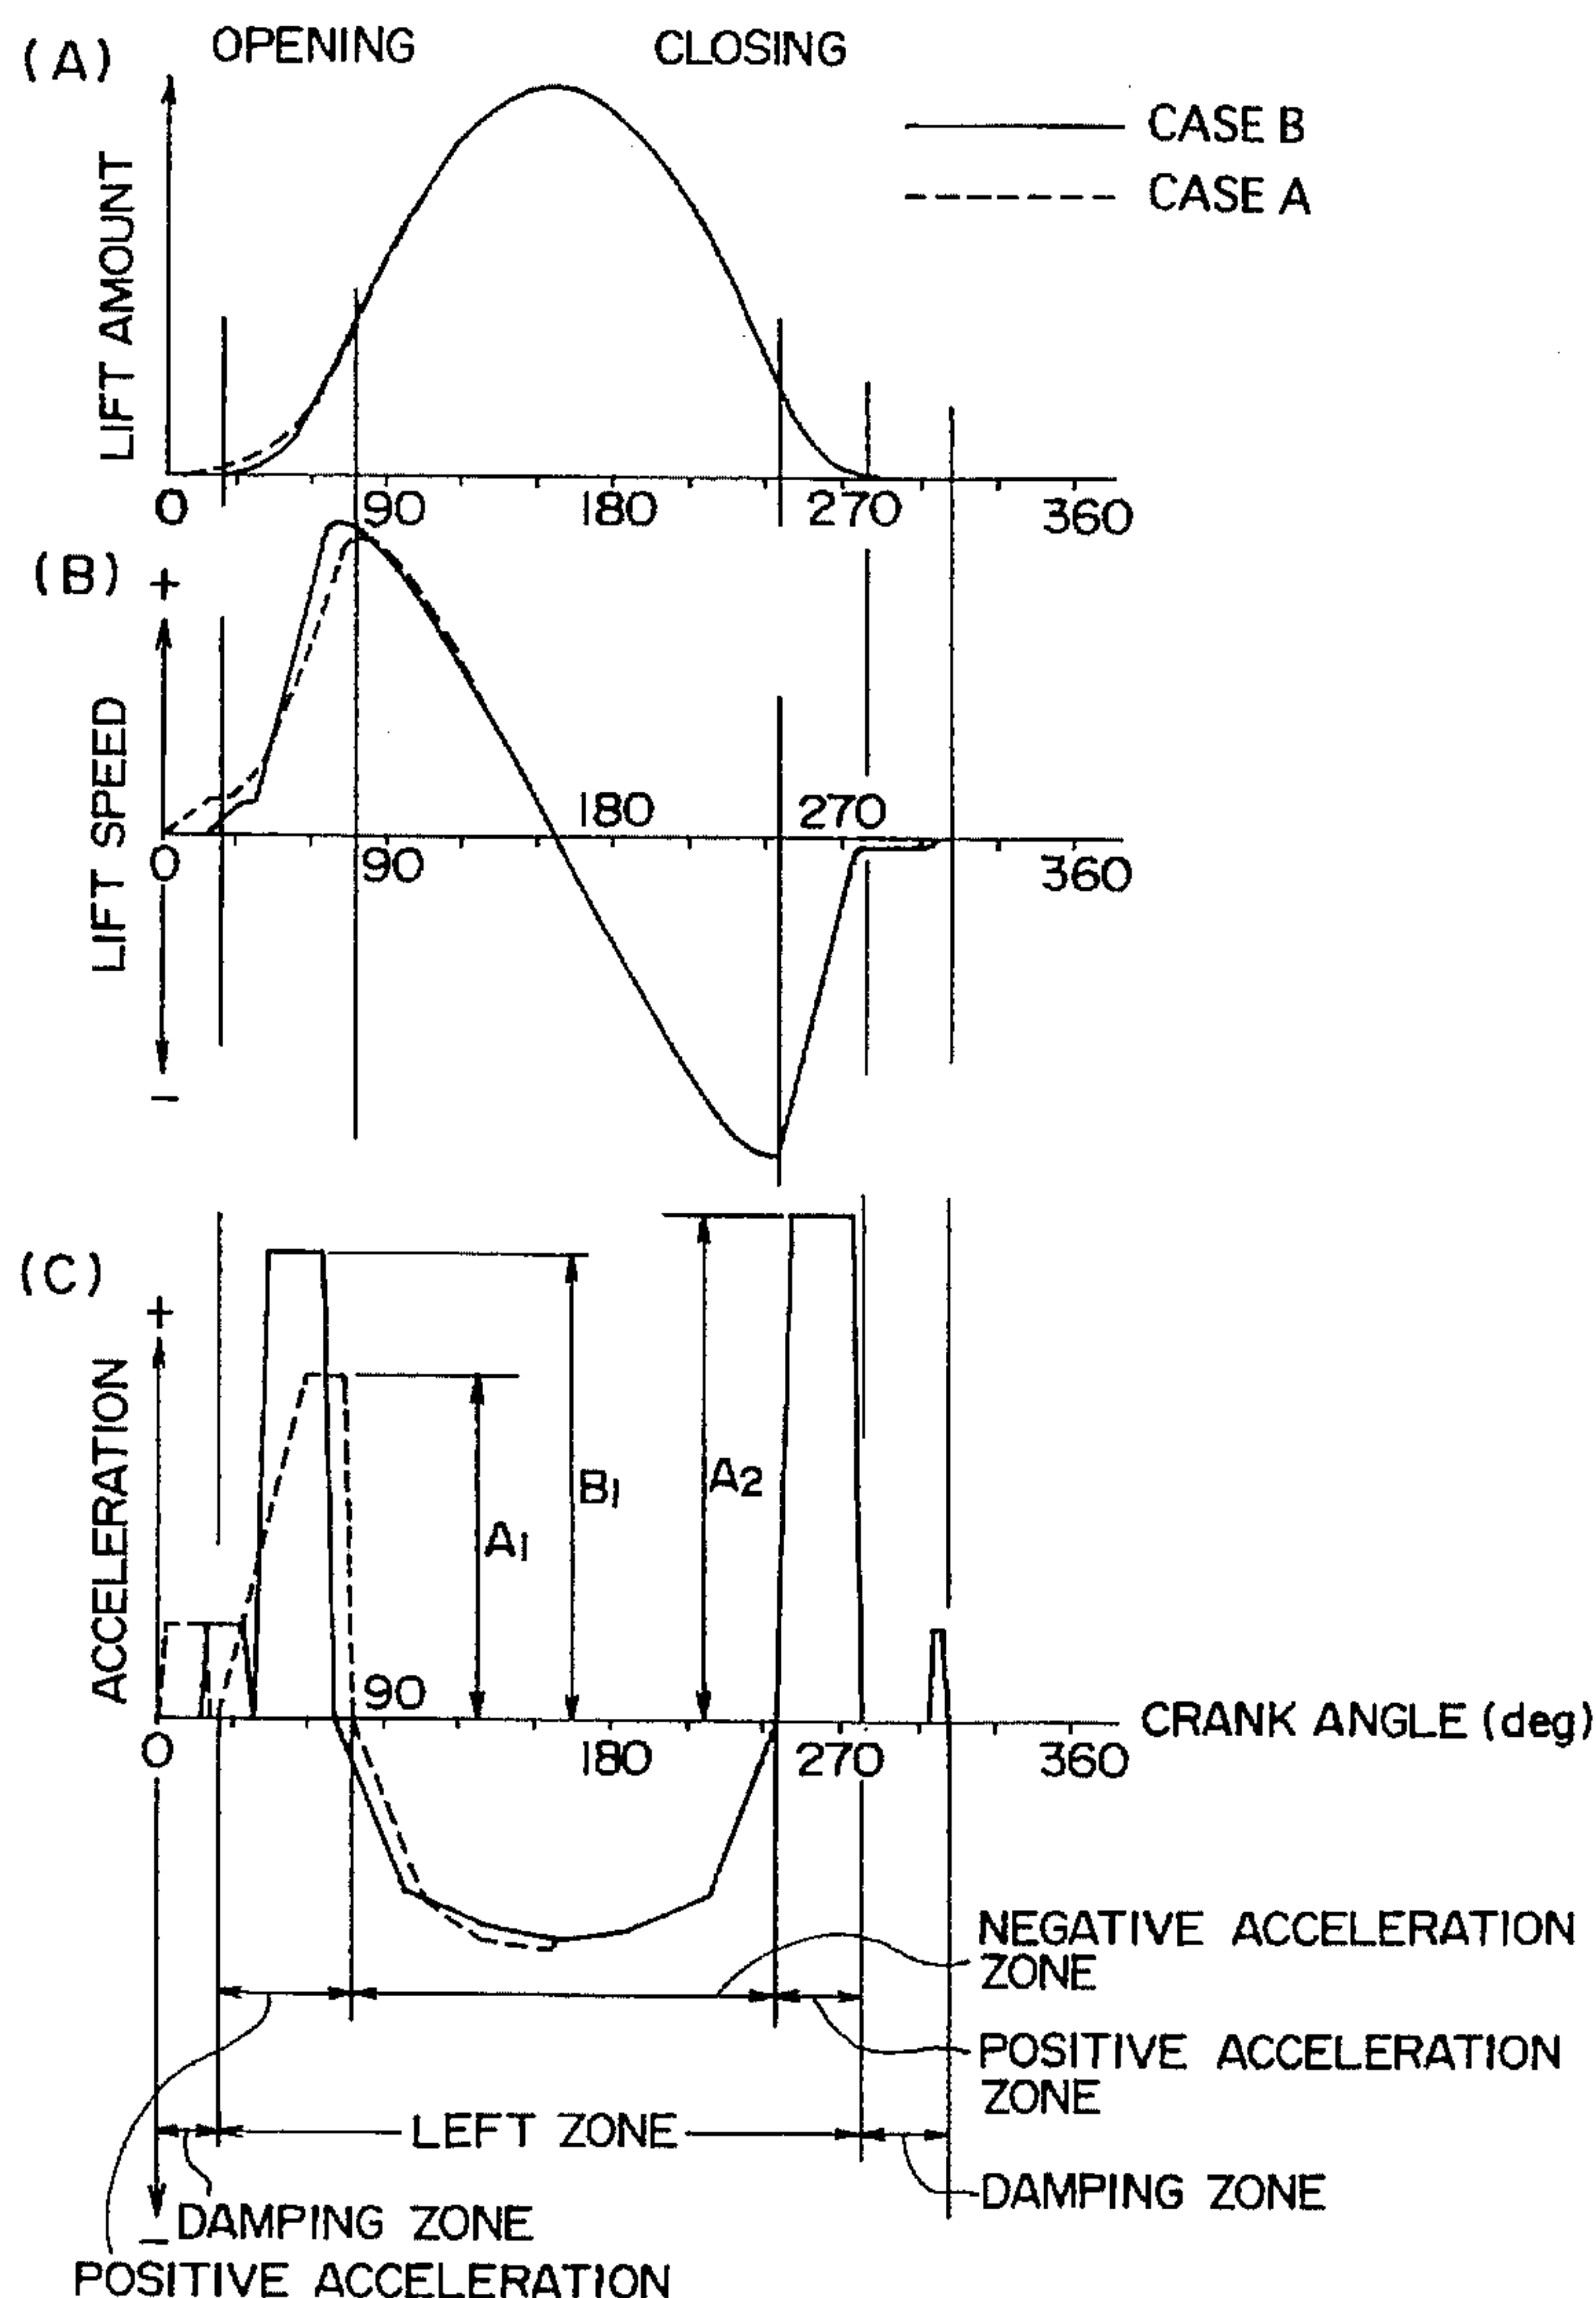 (A)
OPENING
CLOSING
CASE B
CASE A
LIFT AMOUNT
0
90
180
270
360
(B)
+
LIFT SPEED
180
270
0
90
360
−
(C)
+
ACCELERATION
B1
A2
A1
90
CRANK ANGLE (deg)
0
180
270
360
NEGATIVE ACCELERATION
ZONE
POSITIVE ACCELERATION
ZONE
LEFT ZONE
DAMPING ZONE
−
DAMPING ZONE
POSITIVE ACCELERATION